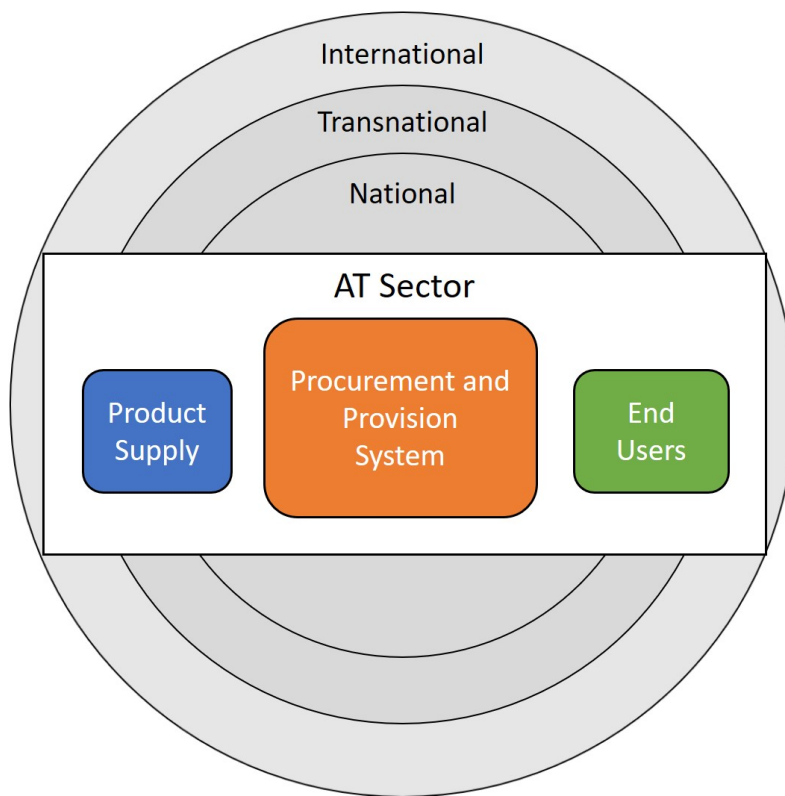 International
Transnational
National
AT Sector
Product
Supply
Procurement and
Provision
System
End
Users